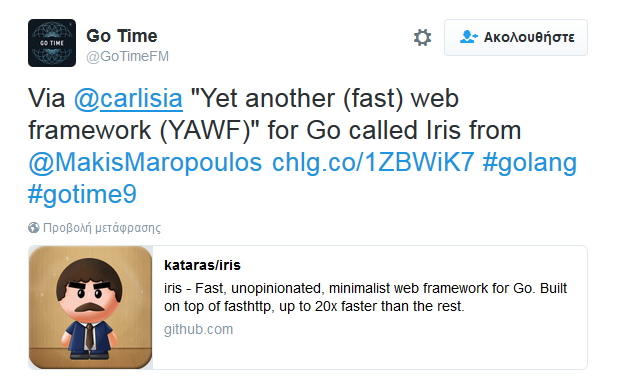 GO TIME
Go Time
@GoTimeFM
Ακολουθήστε
Via @carlisia "Yet another (fast) web
framework (YAWF)" for Go called Iris from
@MakisMaropoulos chlg.co/1ZBWiK7 #golang
#gotime9
Προβολή μετάφρασης
kataras/iris
iris - Fast, unopinionated, minimalist web framework for Go. Built
on top of fasthttp, up to 20x faster than the rest.
github.com